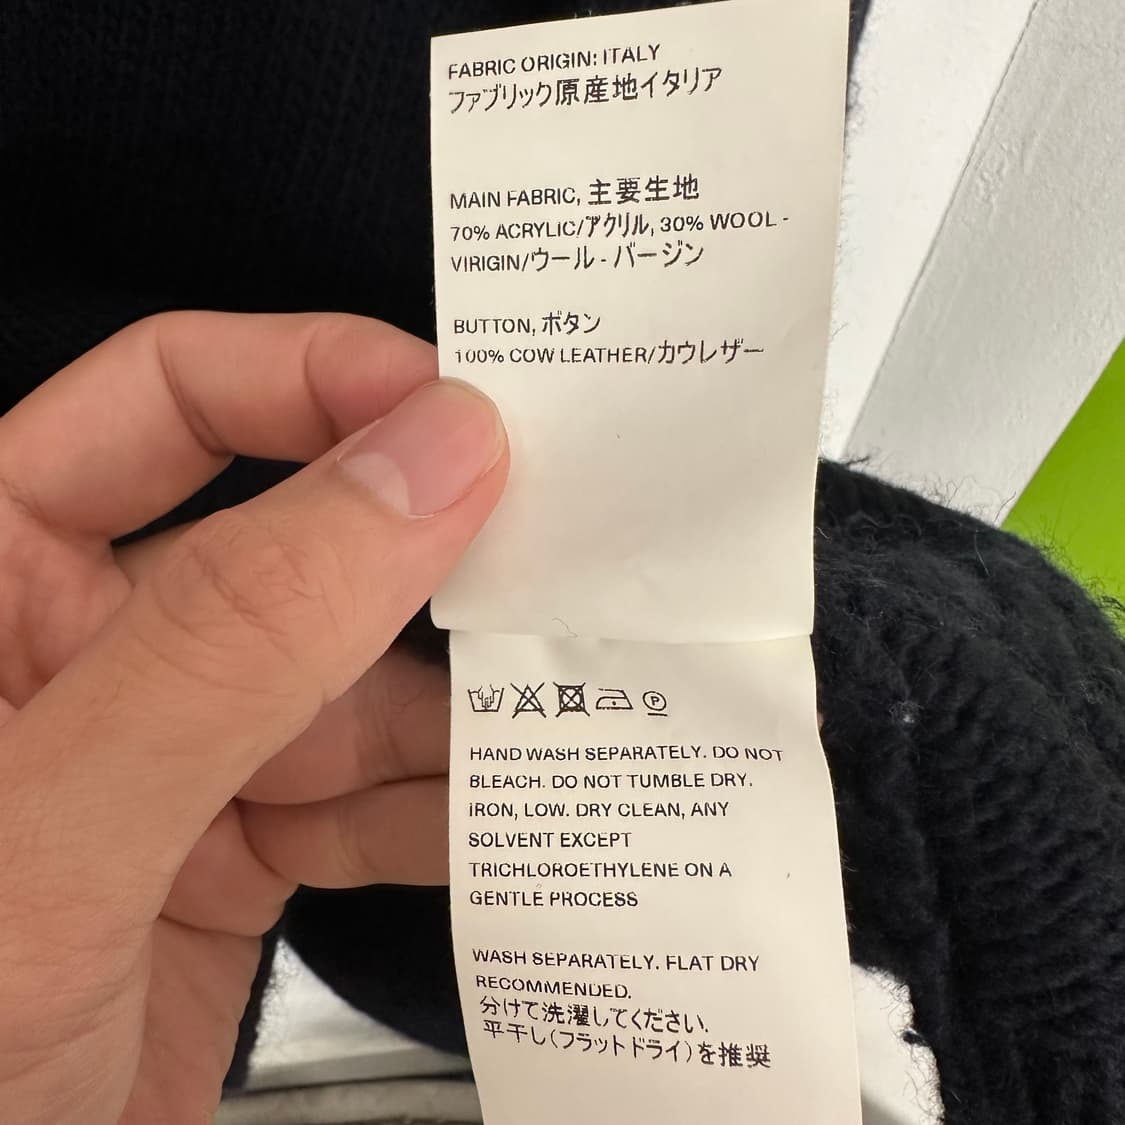 FABRIC ORIGIN: ITALY
ファブリック原産地イタリア
MAIN FABRIC, 主要生地
70% ACRYLIC/アクリル, 30% WOOL -
VIRIGIN/ウール - バージン
BUTTON, ボタン
100% COW LEATHER/カウレザー
P
HAND WASH SEPARATELY. DO NOT
BLEACH. DO NOT TUMBLE DRY.
IRON, LOW. DRY CLEAN, ANY
SOLVENT EXCEPT
TRICHLOROETHYLENE ON A
GENTLE PROCESS
WASH SEPARATELY. FLAT DRY
RECOMMENDED.
分けて洗濯してください.
平干し(フラットドライ)を推奨